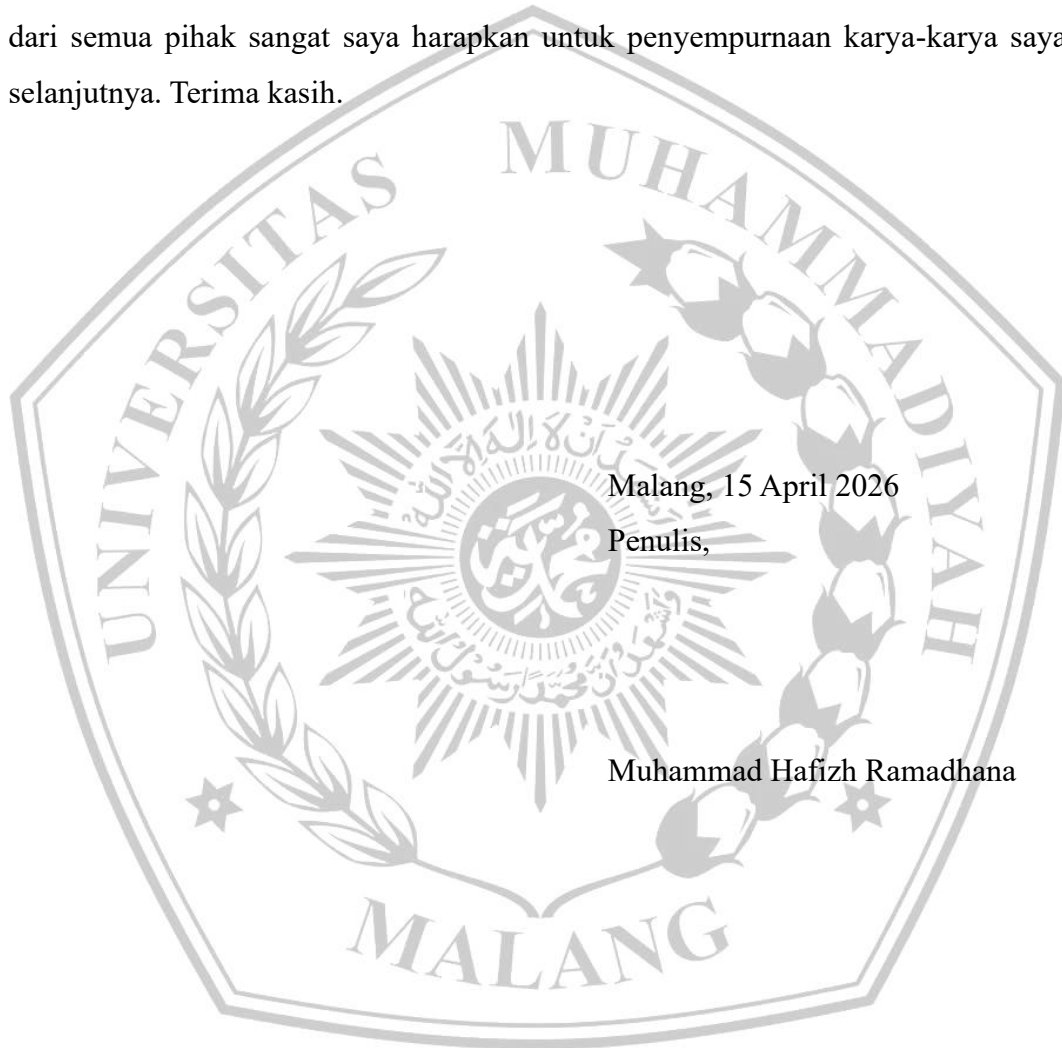 dari semua pihak sangat saya harapkan untuk penyempurnaan karya-karya saya
selanjutnya. Terima kasih.
UNIVERSITAS MUHAMMADIYAH
Malang, 15 April 2026
Penulis,
Muhammad Hafizh Ramadhana
MALANG